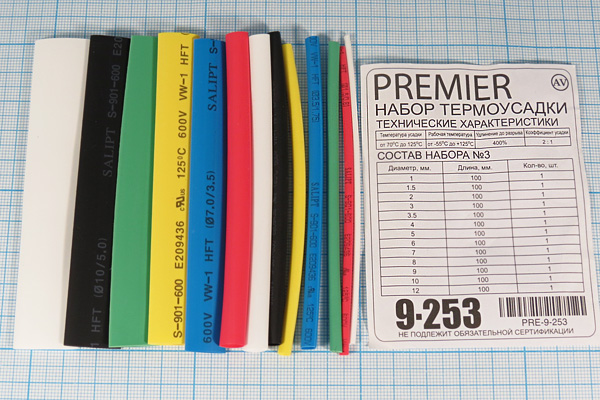 S-901-600 E20
SALIPT
HFT (Ø10/5.0)
S-901-600 E209436 125°C 600V VW-1 HFT
SALIPT S-
600V VW-1 HFT (Ø7.0/3.5)
PREMIER
AV
НАБОР ТЕРМОУСАДКИ
ТЕХНИЧЕСКИЕ ХАРАКТЕРИСТИКИ
Температура усадки Рабочая температура Удлинение до разрыва Коэффициент усадки
от 70°C до 125°C от -55°C до +125°C 400% 2 : 1
СОСТАВ НАБОРА №3
Диаметр, мм. Длина, мм. Кол-во, шт.
1 100 1
1.5 100 1
2 100 1
3 100 1
3.5 100 1
4 100 1
5 100 1
6 100 1
7 100 1
8 100 1
9 100 1
10 100 1
12 100 1
9-253
PRE-9-253
НЕ ПОДЛЕЖИТ ОБЯЗАТЕЛЬНОЙ СЕРТИФИКАЦИИ